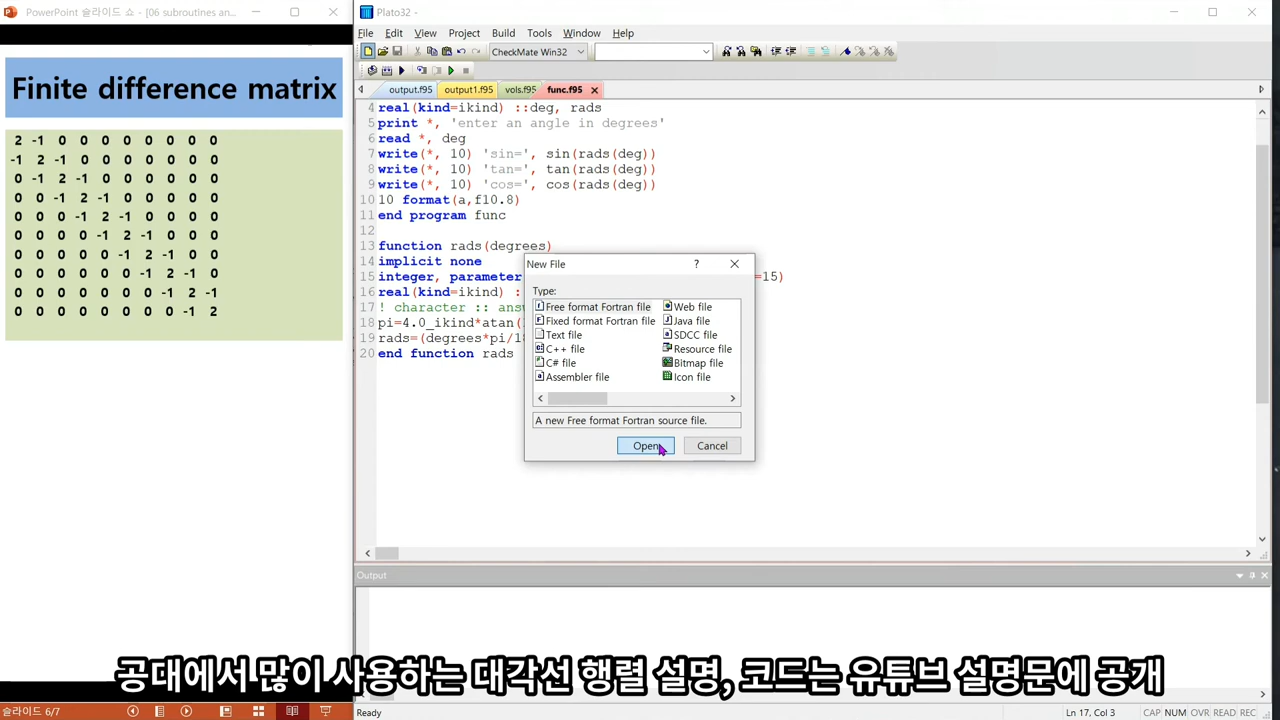 PowerPoint 슬라이드 쇼 - [06 subroutines an...
Finite difference matrix
2 -1 0 0 0 0 0 0 0 0
-1 2 -1 0 0 0 0 0 0 0
0 -1 2 -1 0 0 0 0 0 0
0 0 -1 2 -1 0 0 0 0 0
0 0 0 -1 2 -1 0 0 0 0
0 0 0 0 -1 2 -1 0 0 0
0 0 0 0 0 -1 2 -1 0 0
0 0 0 0 0 0 -1 2 -1 0
0 0 0 0 0 0 0 -1 2 -1
0 0 0 0 0 0 0 0 -1 2
슬라이드 6/7
Plato32
File Edit View Project Build Tools Window Help
CheckMate Win32
output.f95 output1.f95 vols.f95 func.f95
4 real(kind=ikind) ::deg, rads
5 print *, 'enter an angle in degrees'
6 read *, deg
7 write(*, 10) 'sin=', sin(rads(deg))
8 write(*, 10) 'tan=', tan(rads(deg))
9 write(*, 10) 'cos=', cos(rads(deg))
10 10 format(a,f10.8)
11 end program func
12
13 function rads(degrees)
14 implicit none
15 integer, parameter =15)
16 real(kind=ikind) :
17 ! character :: ans
18 pi=4.0_ikind*atan(
19 rads=(degrees*pi/18
20 end function rads
New File
?
Type:
Free format Fortran file Web file
Fixed format Fortran file Java file
Text file SDCC file
C++ file Resource file
C# file Bitmap file
Assembler file Icon file
A new Free format Fortran source file.
Open Cancel
Output
공대에서 많이 사용하는 대각선 행렬 설명, 코드는 유튜브 설명문에 공개
Ready Ln 17, Col 3 CAP NUM OVR READ REC